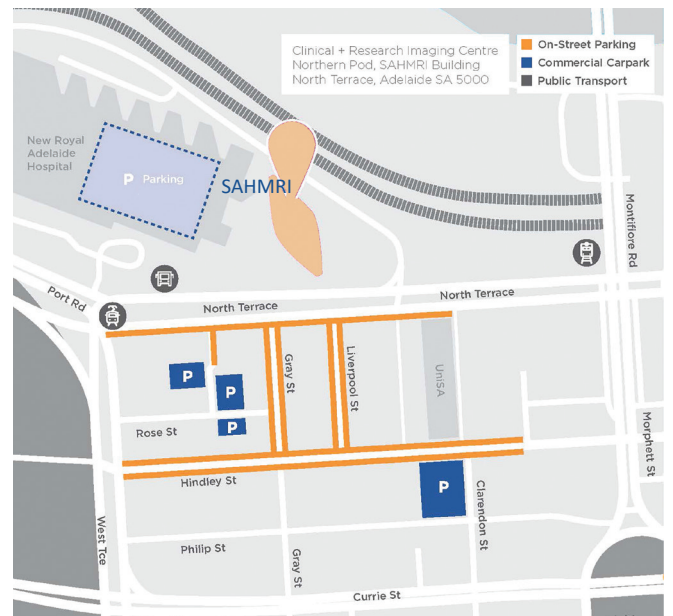 Clinical + Research Imaging Centre
Northern Pod, SAHMRI Building
North Terrace, Adelaide SA 5000
On-Street Parking
Commercial Carpark
Public Transport
New Royal
Adelaide
Hospital
P Parking
SAHMRI
Montifiore Rd
Port Rd
North Terrace
North Terrace
Gray St
Liverpool St
UniSA
P
P
P
Rose St
Morphett St
Hindley St
P
Clarendon St
West Tce
Philip St
Gray St
Currie St